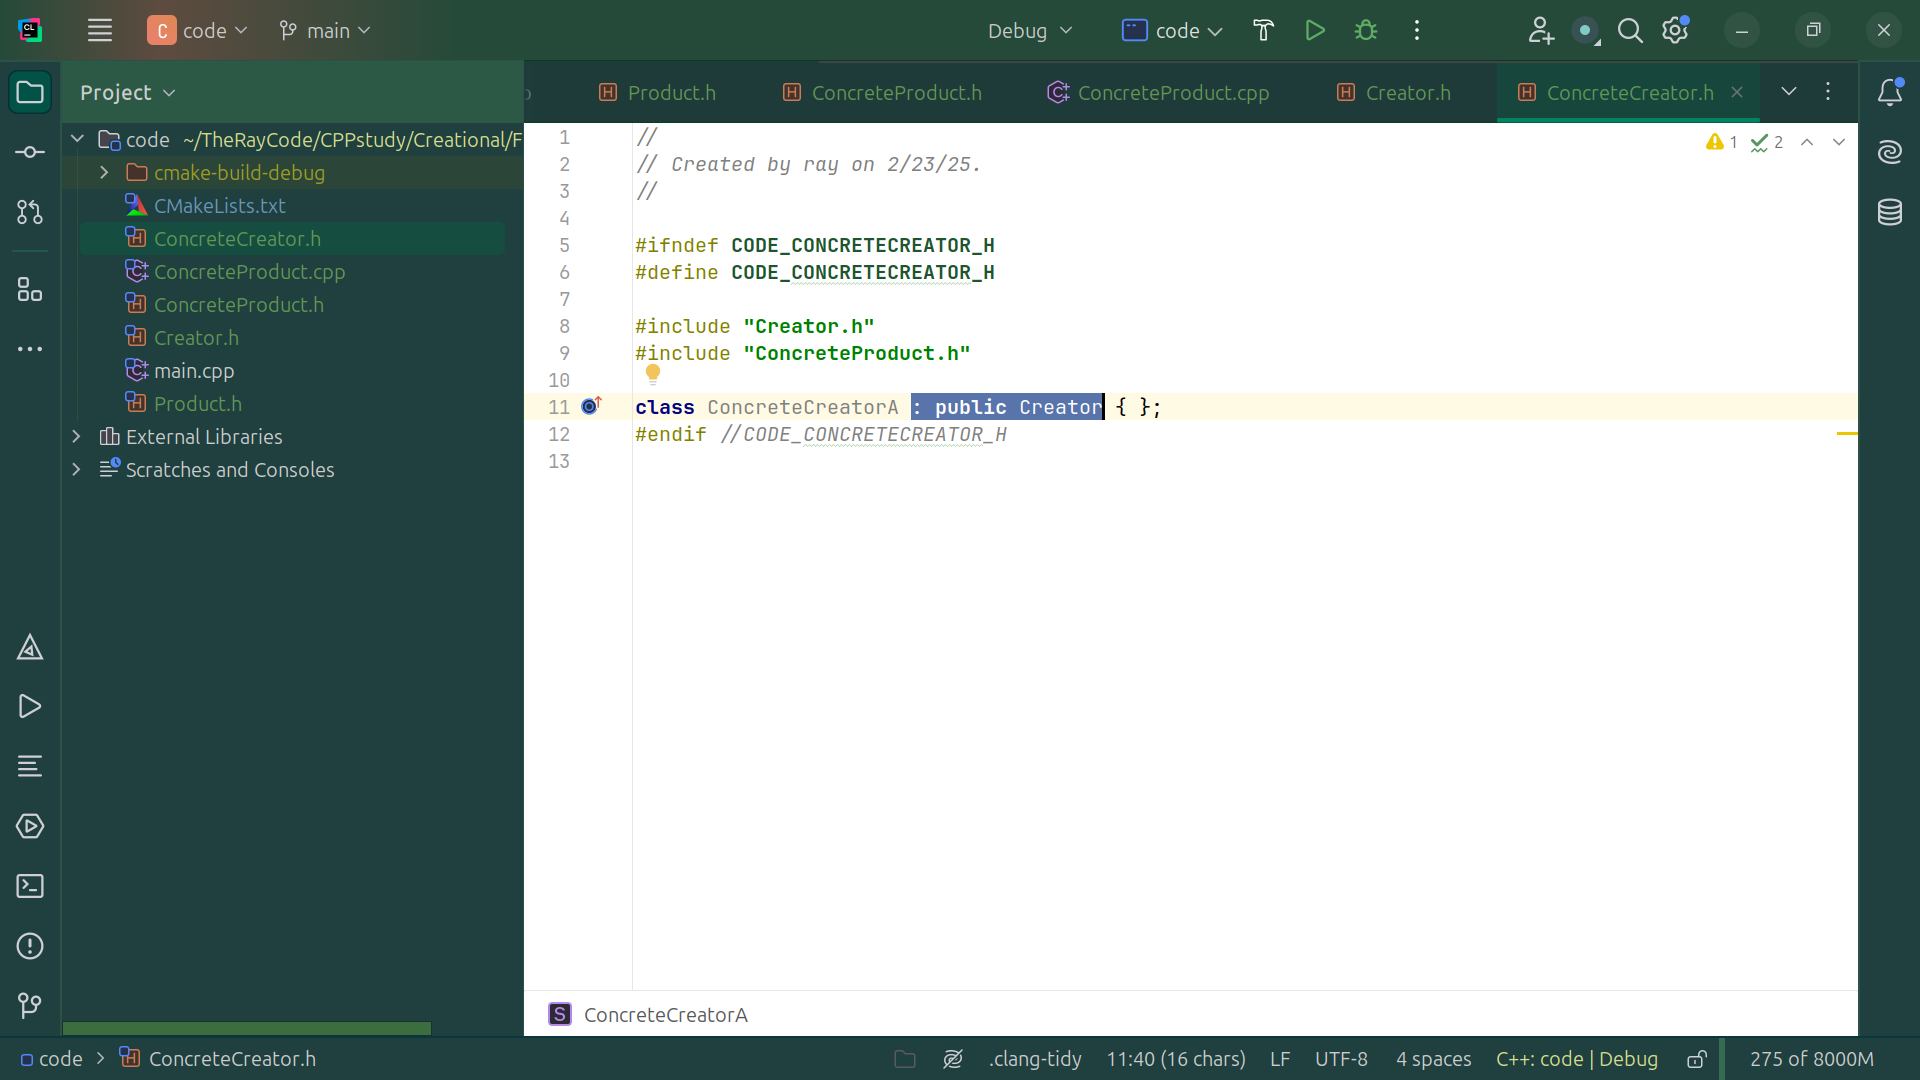 CL
C code main Debug code
Project
Product.h ConcreteProduct.h ConcreteProduct.cpp Creator.h ConcreteCreator.h
code ~/TheRayCode/CPPstudy/Creational/F
cmake-build-debug
CMakeLists.txt
ConcreteCreator.h
ConcreteProduct.cpp
ConcreteProduct.h
Creator.h
main.cpp
Product.h
External Libraries
Scratches and Consoles
1 //
2 // Created by ray on 2/23/25.
3 //
4
5 #ifndef CODE_CONCRETECREATOR_H
6 #define CODE_CONCRETECREATOR_H
7
8 #include "Creator.h"
9 #include "ConcreteProduct.h"
10
11 class ConcreteCreatorA : public Creator { };
12 #endif //CODE_CONCRETECREATOR_H
13
1 2
S ConcreteCreatorA
code > ConcreteCreator.h .clang-tidy 11:40 (16 chars) LF UTF-8 4 spaces C++: code | Debug 275 of 8000M